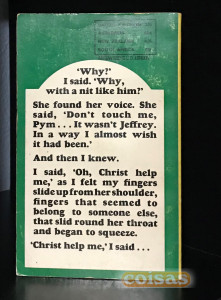 'Why?'
I said. 'Why,
with a nit like him?'
She found her voice. She
said, 'Don't touch me,
Pym . . . It wasn't Jeffrey.
In a way I almost wish
it had been.'
And then I knew.
I said, 'Oh, Christ help
me,' as I felt my fingers
slide up from her shoulder,
fingers that seemed to
belong to someone else,
that slid round her throat
and began to squeeze.
'Christ help me,' I said . . .
coisas